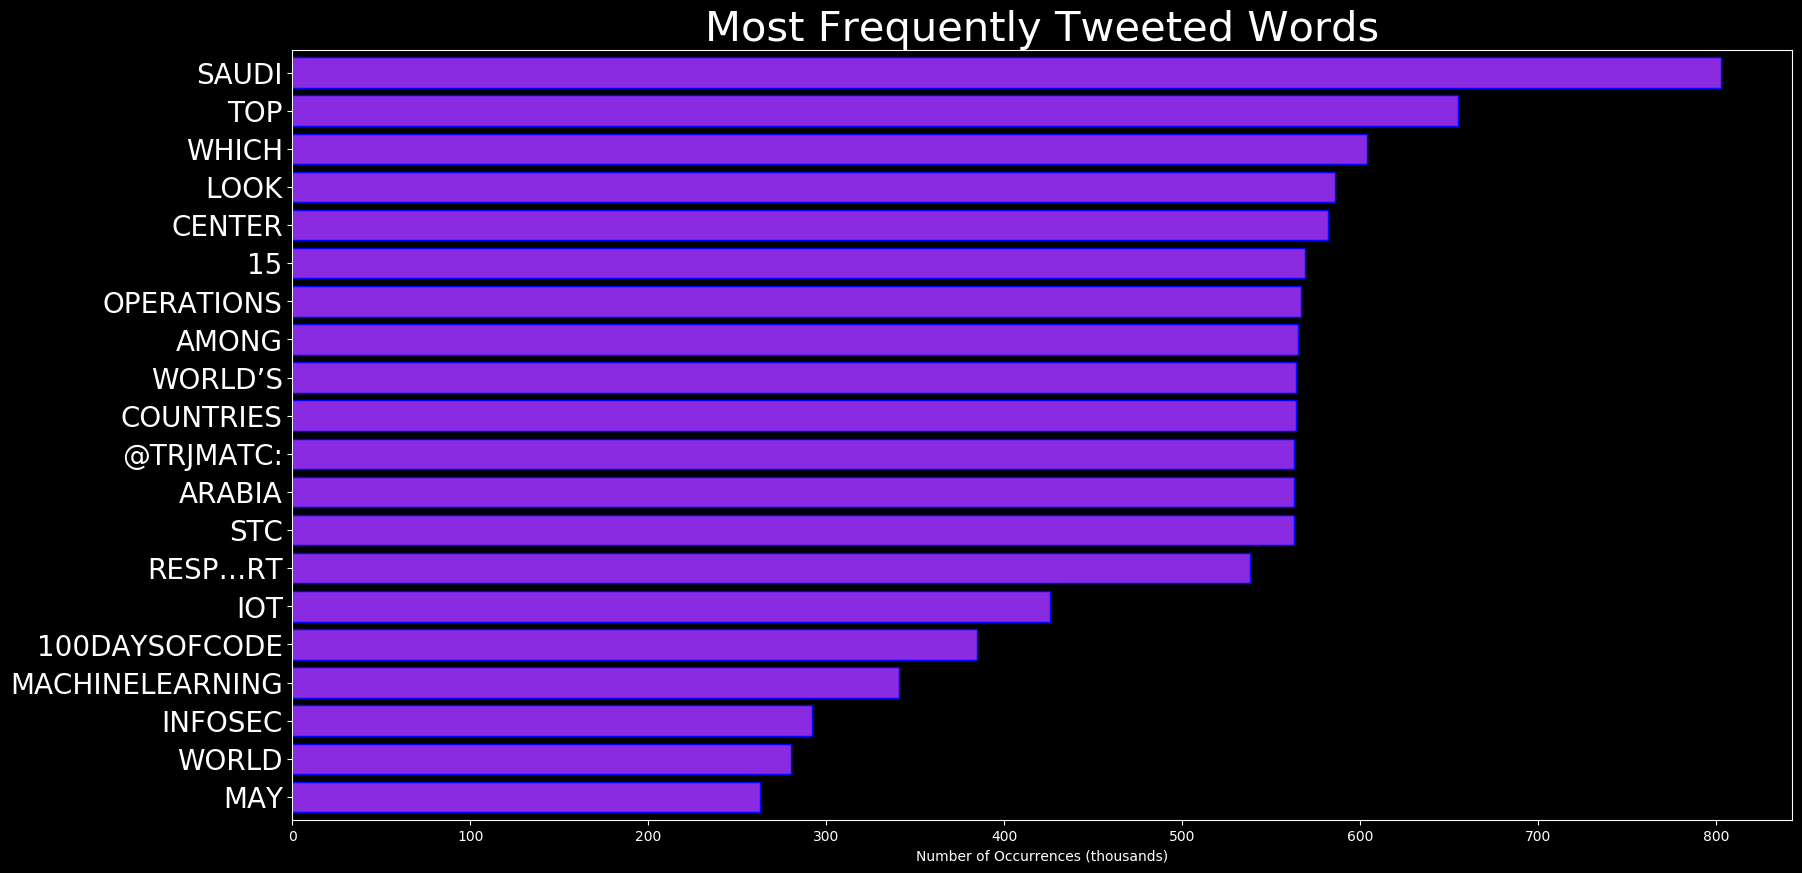 Most Frequently Tweeted Words
SAUDI
TOP
WHICH
LOOK
CENTER
15
OPERATIONS
AMONG
WORLD’S
COUNTRIES
@TRJMATC:
ARABIA
STC
RESP…RT
IOT
100DAYSOFCODE
MACHINELEARNING
INFOSEC
WORLD
MAY
0 100 200 300 400 500 600 700 800
Number of Occurrences (thousands)